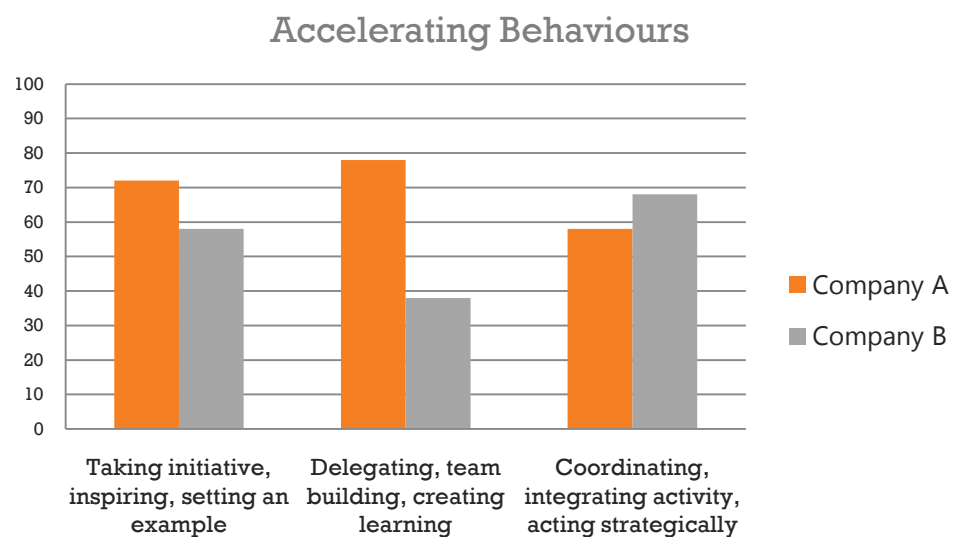 Accelerating Behaviours
100
90
80
70
60
50
40
30
20
10
0
Taking initiative,
inspiring, setting an
example
Delegating, team
building, creating
learning
Coordinating,
integrating activity,
acting strategically
Company A
Company B